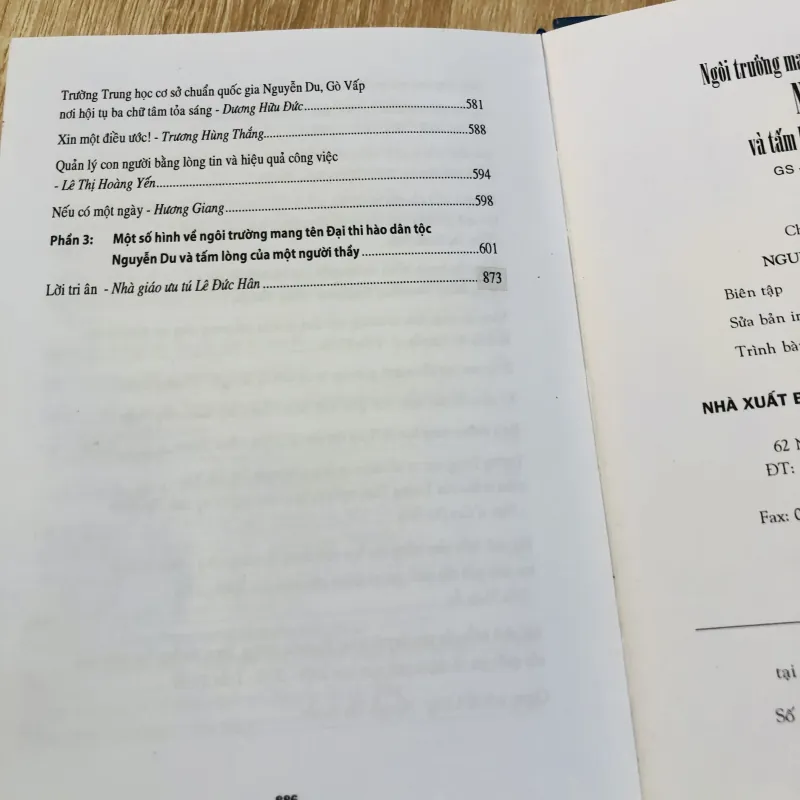 Trường Trung học cơ sở chuẩn quốc gia Nguyễn Du, Gò Vấp
nơi hội tụ ba chữ tâm tỏa sáng - Dương Hữu Đức.....581
Xin một điều ước! - Trương Hùng Thắng.....588
Quản lý con người bằng lòng tin và hiệu quả công việc
- Lê Thị Hoàng Yến.....594
Nếu có một ngày - Hương Giang.....598
Phần 3: Một số hình về ngôi trường mang tên Đại thi hào dân tộc
Nguyễn Du và tấm lòng của một người thầy.....601
Lời tri ân - Nhà giáo ưu tú Lê Đức Hân.....873
886
Ngôi trường
và tấm
GS
Biên tập
Sửa bản in
Trình bày
NHÀ XUẤT
62
ĐT:
Fax: 0
tại
Số